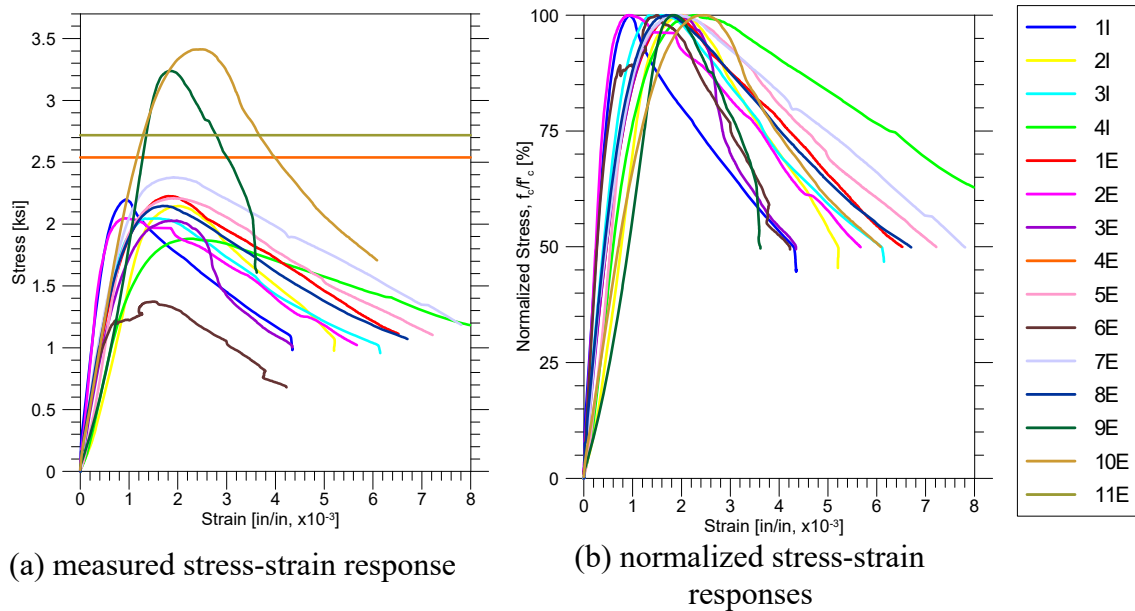 3.5
3
2.5
2
1.5
1
0.5
0
Stress [ksi]
0 1 2 3 4 5 6 7 8
Strain [in/in, x10-3]
(a) measured stress-strain response
100
75
50
25
0
Normalized Stress, fc/f'c [%]
0 1 2 3 4 5 6 7 8
Strain [in/in, x10-3]
(b) normalized stress-strain
responses
1I
2I
3I
4I
1E
2E
3E
4E
5E
6E
7E
8E
9E
10E
11E